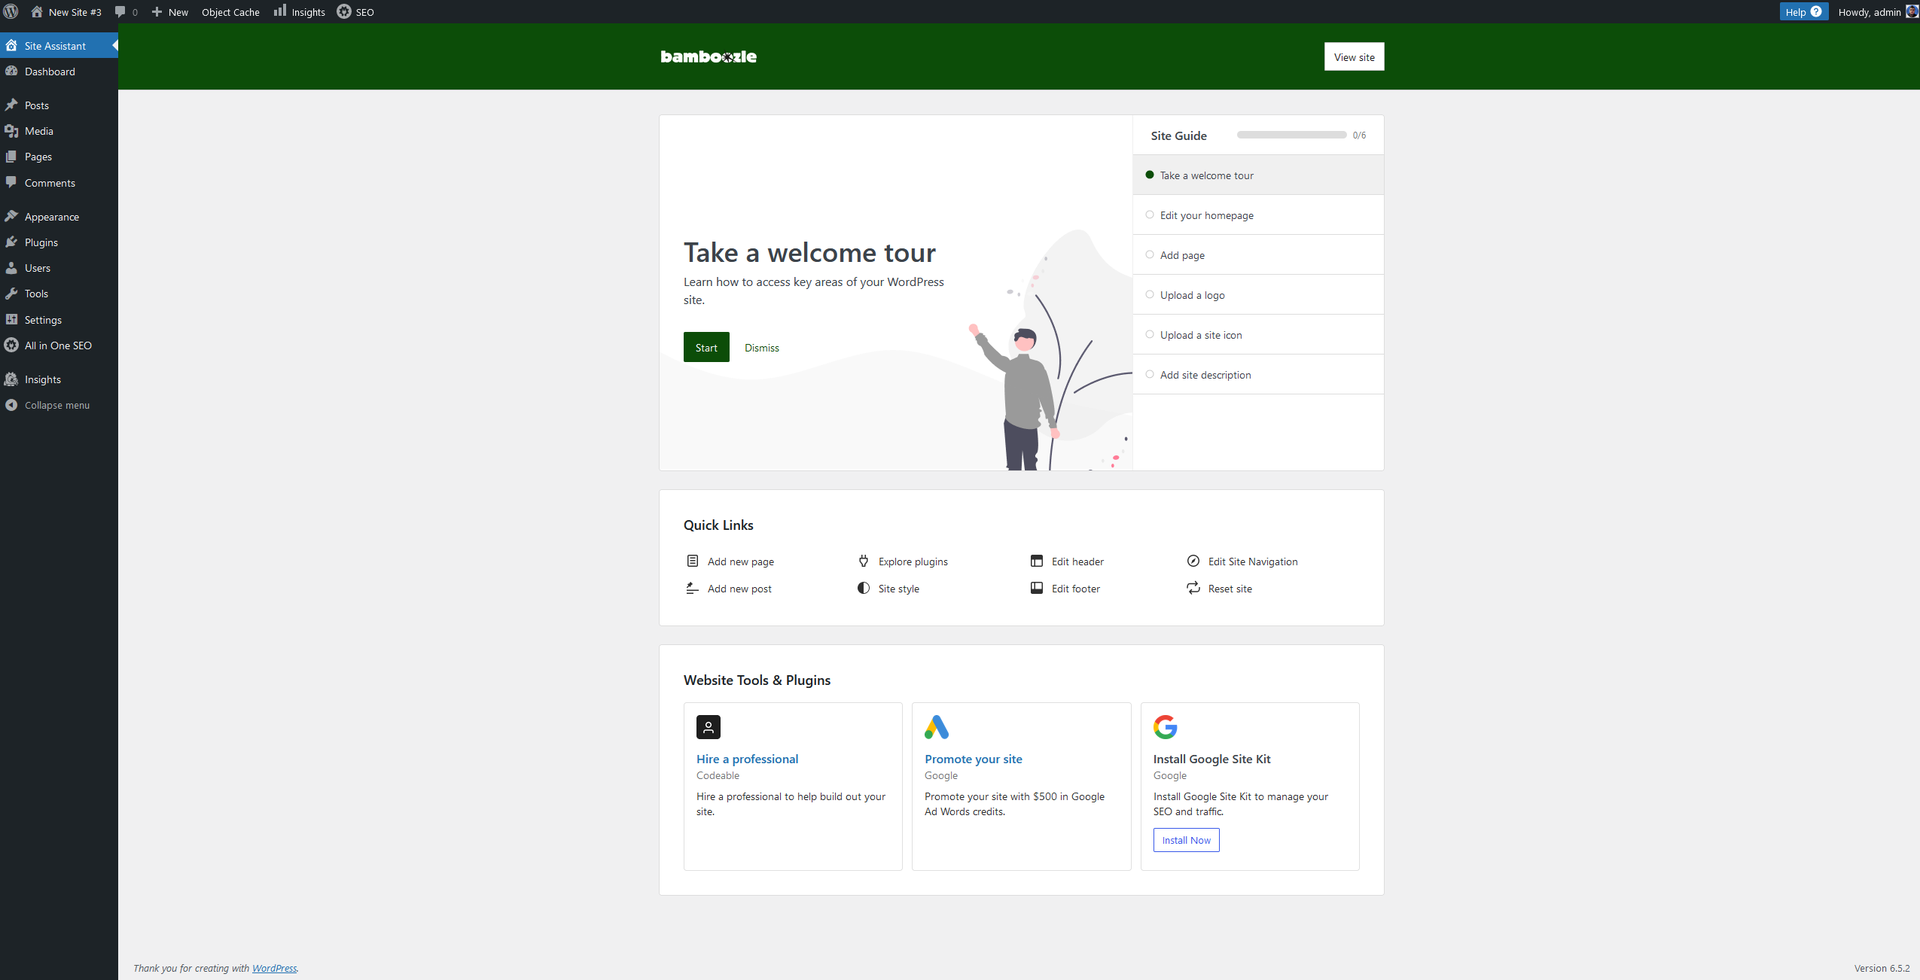 New Site #3 0 New Object Cache Insights SEO Help Howdy, admin
Site Assistant
Dashboard
Posts
Media
Pages
Comments
Appearance
Plugins
Users
Tools
Settings
All in One SEO
Insights
Collapse menu
bamboozle
View site
Take a welcome tour
Learn how to access key areas of your WordPress
site.
Start Dismiss
Site Guide 0/6
Take a welcome tour
Edit your homepage
Add page
Upload a logo
Upload a site icon
Add site description
Quick Links
Add new page Explore plugins Edit header Edit Site Navigation
Add new post Site style Edit footer Reset site
Website Tools & Plugins
Hire a professional
Codeable
Hire a professional to help build out your
site.
Promote your site
Google
Promote your site with $500 in Google
Ad Words credits.
Install Google Site Kit
Google
Install Google Site Kit to manage your
SEO and traffic.
Install Now
Thank you for creating with WordPress.
Version 6.5.2